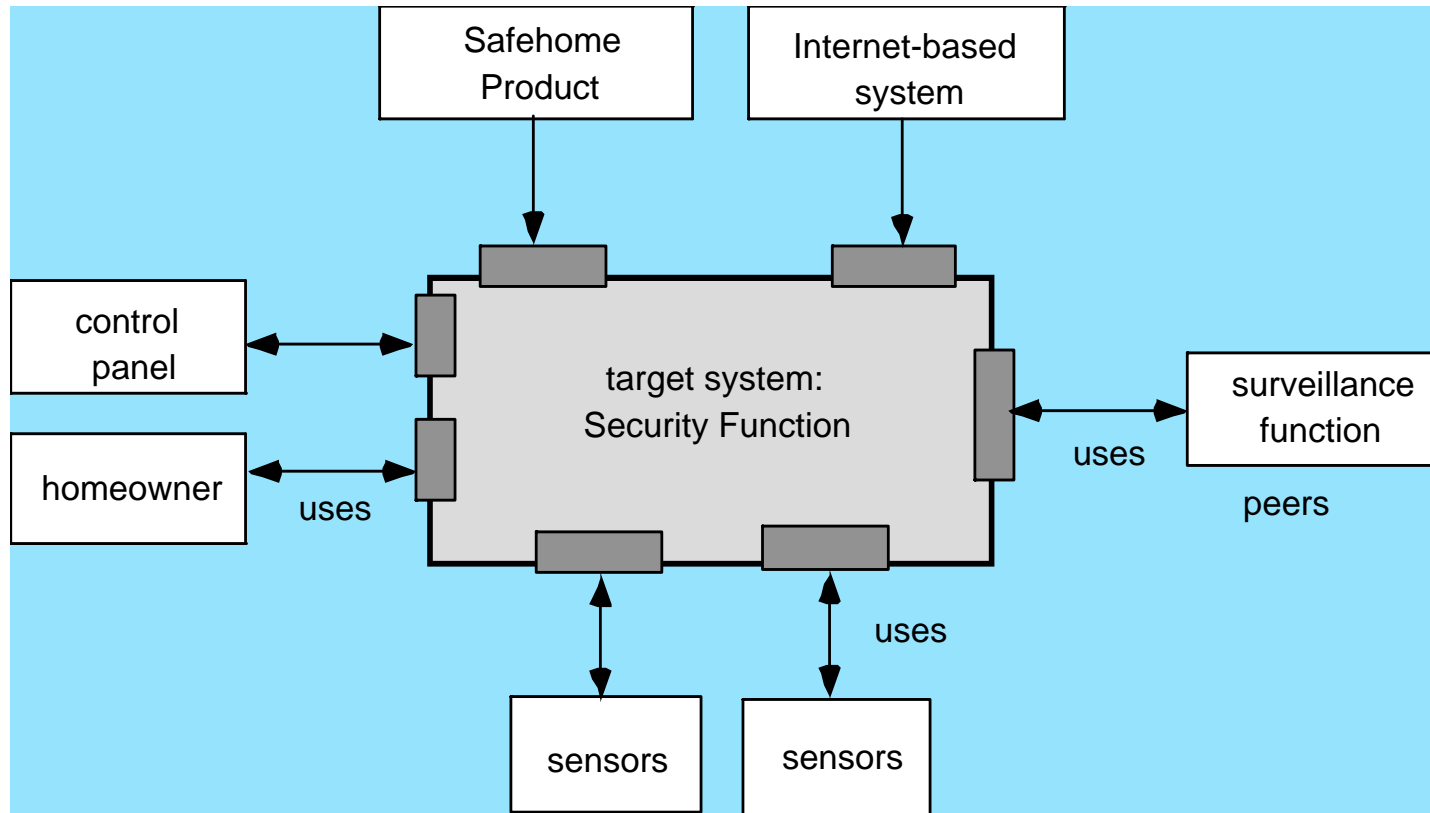 Safehome
Product
Internet-based
system
control
panel
target system:
Security Function
surveillance
function
uses
homeowner
uses
peers
uses
sensors
sensors